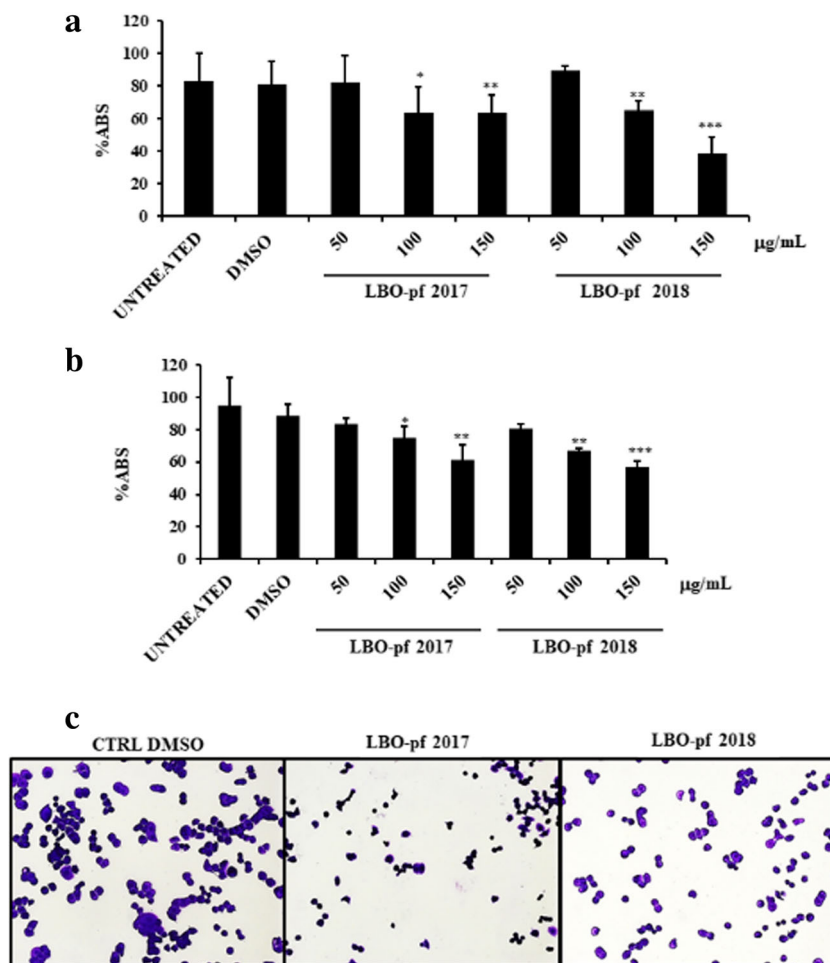 a
120
100
80
60
40
20
0
%ABS
* ** ** ***
UNTREATED DMSO 50 100 150 50 100 150 μg/mL
LBO-pf 2017 LBO-pf 2018
b
120
100
80
60
40
20
0
%ABS
* ** ** ***
UNTREATED DMSO 50 100 150 50 100 150 μg/mL
LBO-pf 2017 LBO-pf 2018
c
CTRL DMSO LBO-pf 2017 LBO-pf 2018